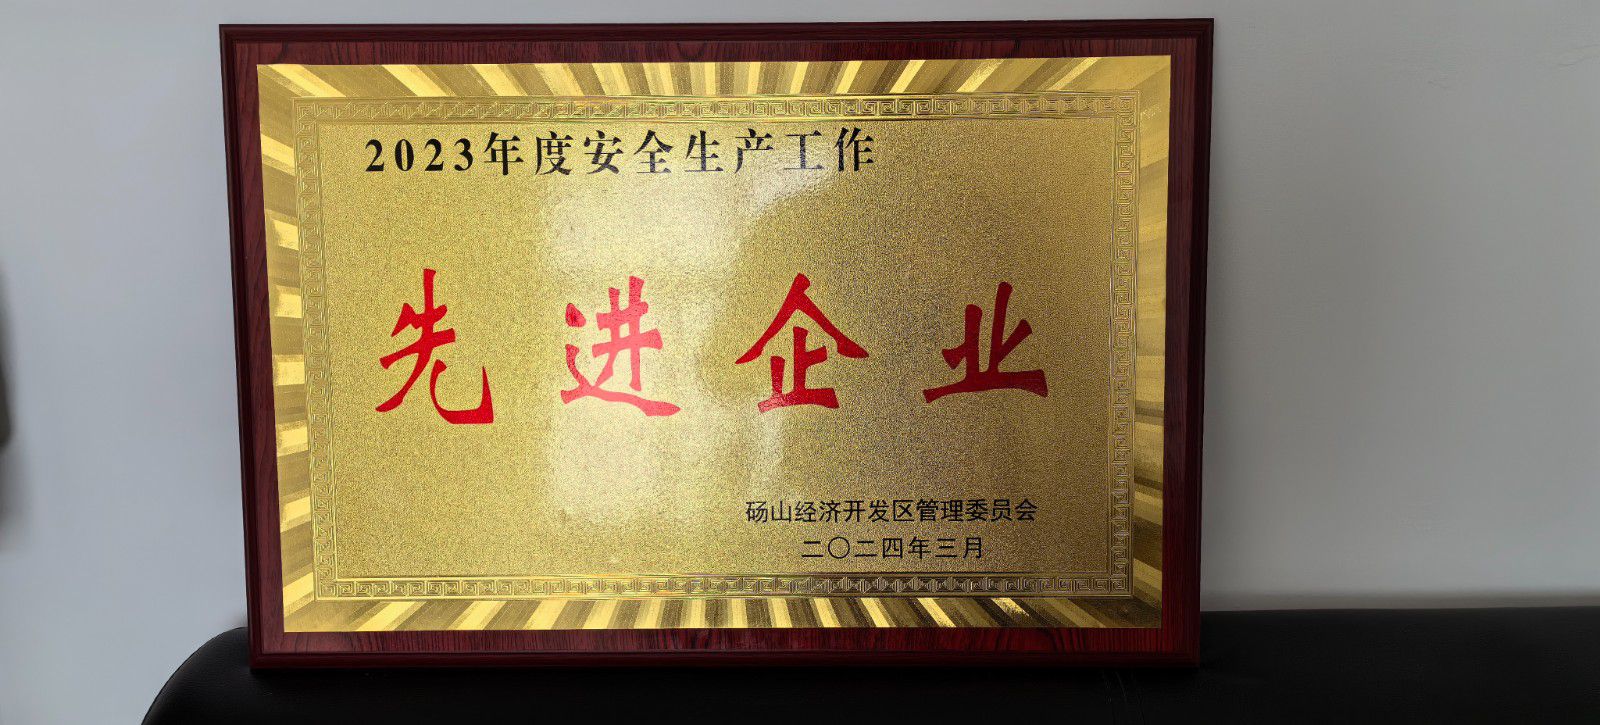 2023年度安全生产工作
先进企业
砀山经济开发区管理委员会
二〇二四年三月